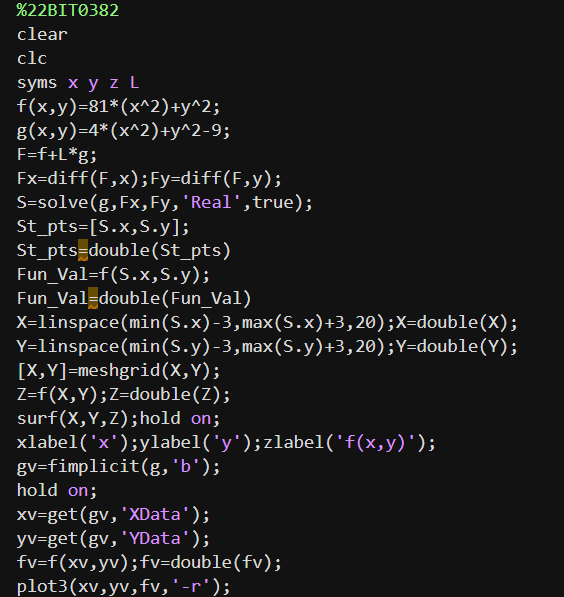 %22BIT0382
clear
clc
syms x y z L
f(x,y)=81*(x^2)+y^2;
g(x,y)=4*(x^2)+y^2-9;
F=f+L*g;
Fx=diff(F,x);Fy=diff(F,y);
S=solve(g,Fx,Fy,'Real',true);
St_pts=[S.x,S.y];
St_pts=double(St_pts)
Fun_Val=f(S.x,S.y);
Fun_Val=double(Fun_Val)
X=linspace(min(S.x)-3,max(S.x)+3,20);X=double(X);
Y=linspace(min(S.y)-3,max(S.y)+3,20);Y=double(Y);
[X,Y]=meshgrid(X,Y);
Z=f(X,Y);Z=double(Z);
surf(X,Y,Z);hold on;
xlabel('x');ylabel('y');zlabel('f(x,y)');
gv=fimplicit(g,'b');
hold on;
xv=get(gv,'XData');
yv=get(gv,'YData');
fv=f(xv,yv);fv=double(fv);
plot3(xv,yv,fv,'-r');